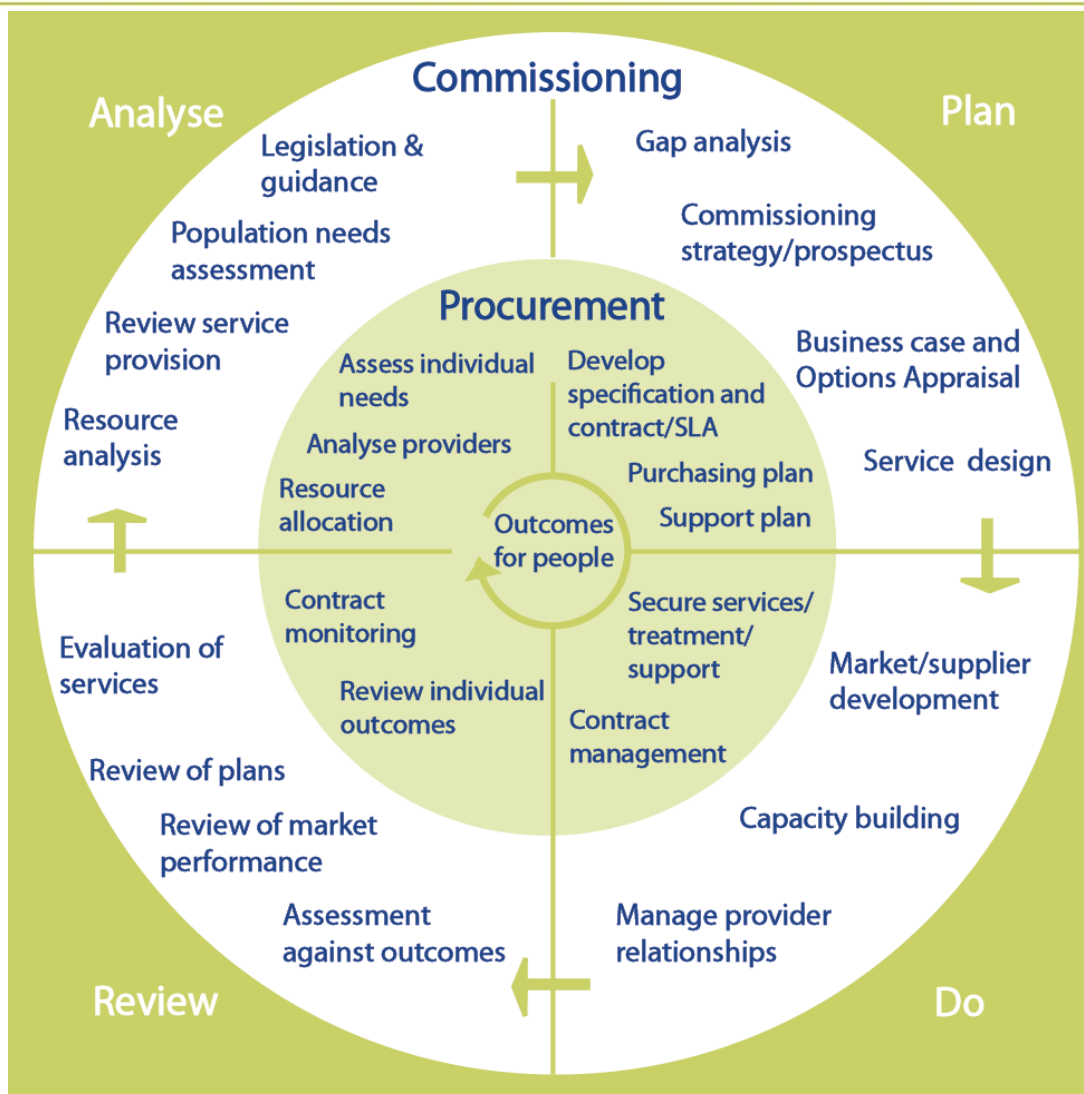 Commissioning
Analyse
Plan
Legislation &
guidance
Population needs
assessment
Review service
provision
Resource
analysis
Gap analysis
Commissioning
strategy/prospectus
Business case and
Options Appraisal
Service design
Procurement
Assess individual
needs
Analyse providers
Resource
allocation
Develop
specification and
contract/SLA
Purchasing plan
Support plan
Outcomes
for people
Contract
monitoring
Review individual
outcomes
Secure services/
treatment/
support
Contract
management
Evaluation of
services
Review of plans
Review of market
performance
Assessment
against outcomes
Market/supplier
development
Capacity building
Manage provider
relationships
Review
Do